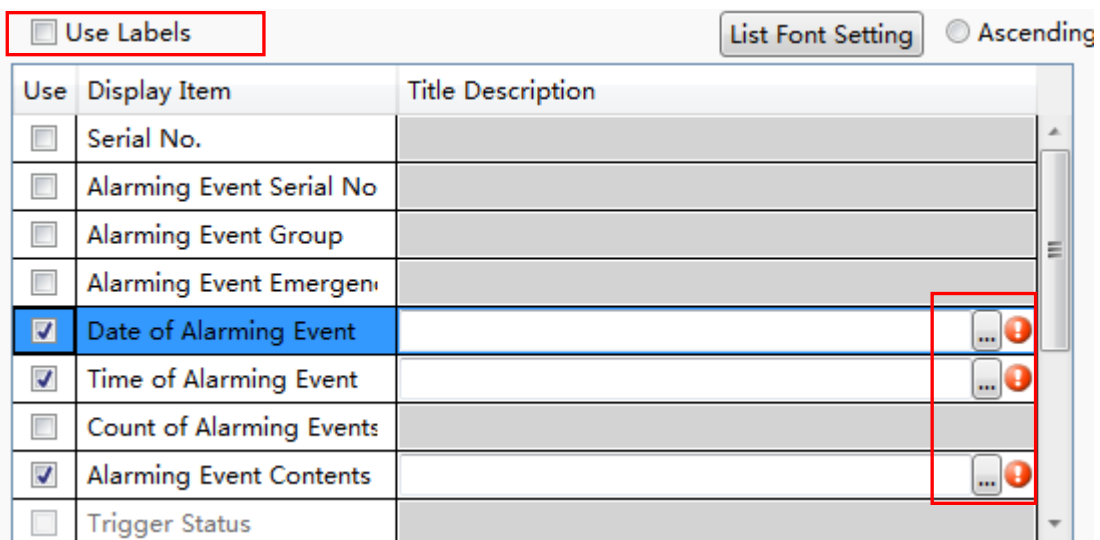 Use Labels List Font Setting Ascending
Use Display Item Title Description
Serial No.
Alarming Event Serial No
Alarming Event Group
Alarming Event Emergen
Date of Alarming Event ...
Time of Alarming Event ...
Count of Alarming Events
Alarming Event Contents ...
Trigger Status